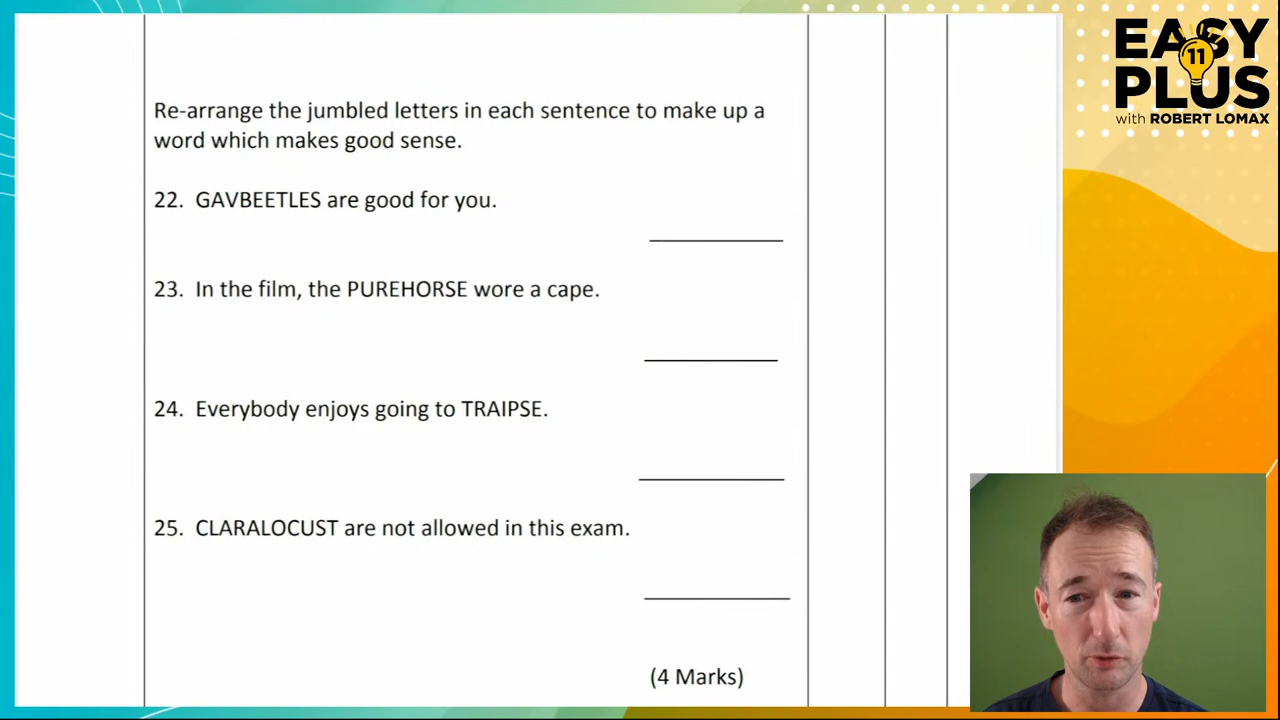 EASY
11
PLUS
with ROBERT LOMAX
Re-arrange the jumbled letters in each sentence to make up a
word which makes good sense.
22. GAVBEETLES are good for you.
23. In the film, the PUREHORSE wore a cape.
24. Everybody enjoys going to TRAIPSE.
25. CLARALOCUST are not allowed in this exam.
(4 Marks)